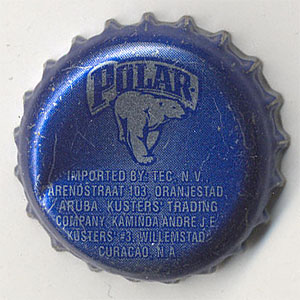 POLAR
IMPORTED BY: TEC, N.V.
ARENDSTRAAT 103, ORANJESTAD,
ARUBA. KUSTERS' TRADING
COMPANY, KAMINDA ANDRE J.E.
KUSTERS' #3, WILLEMSTAD,
CURACAO, N.A.